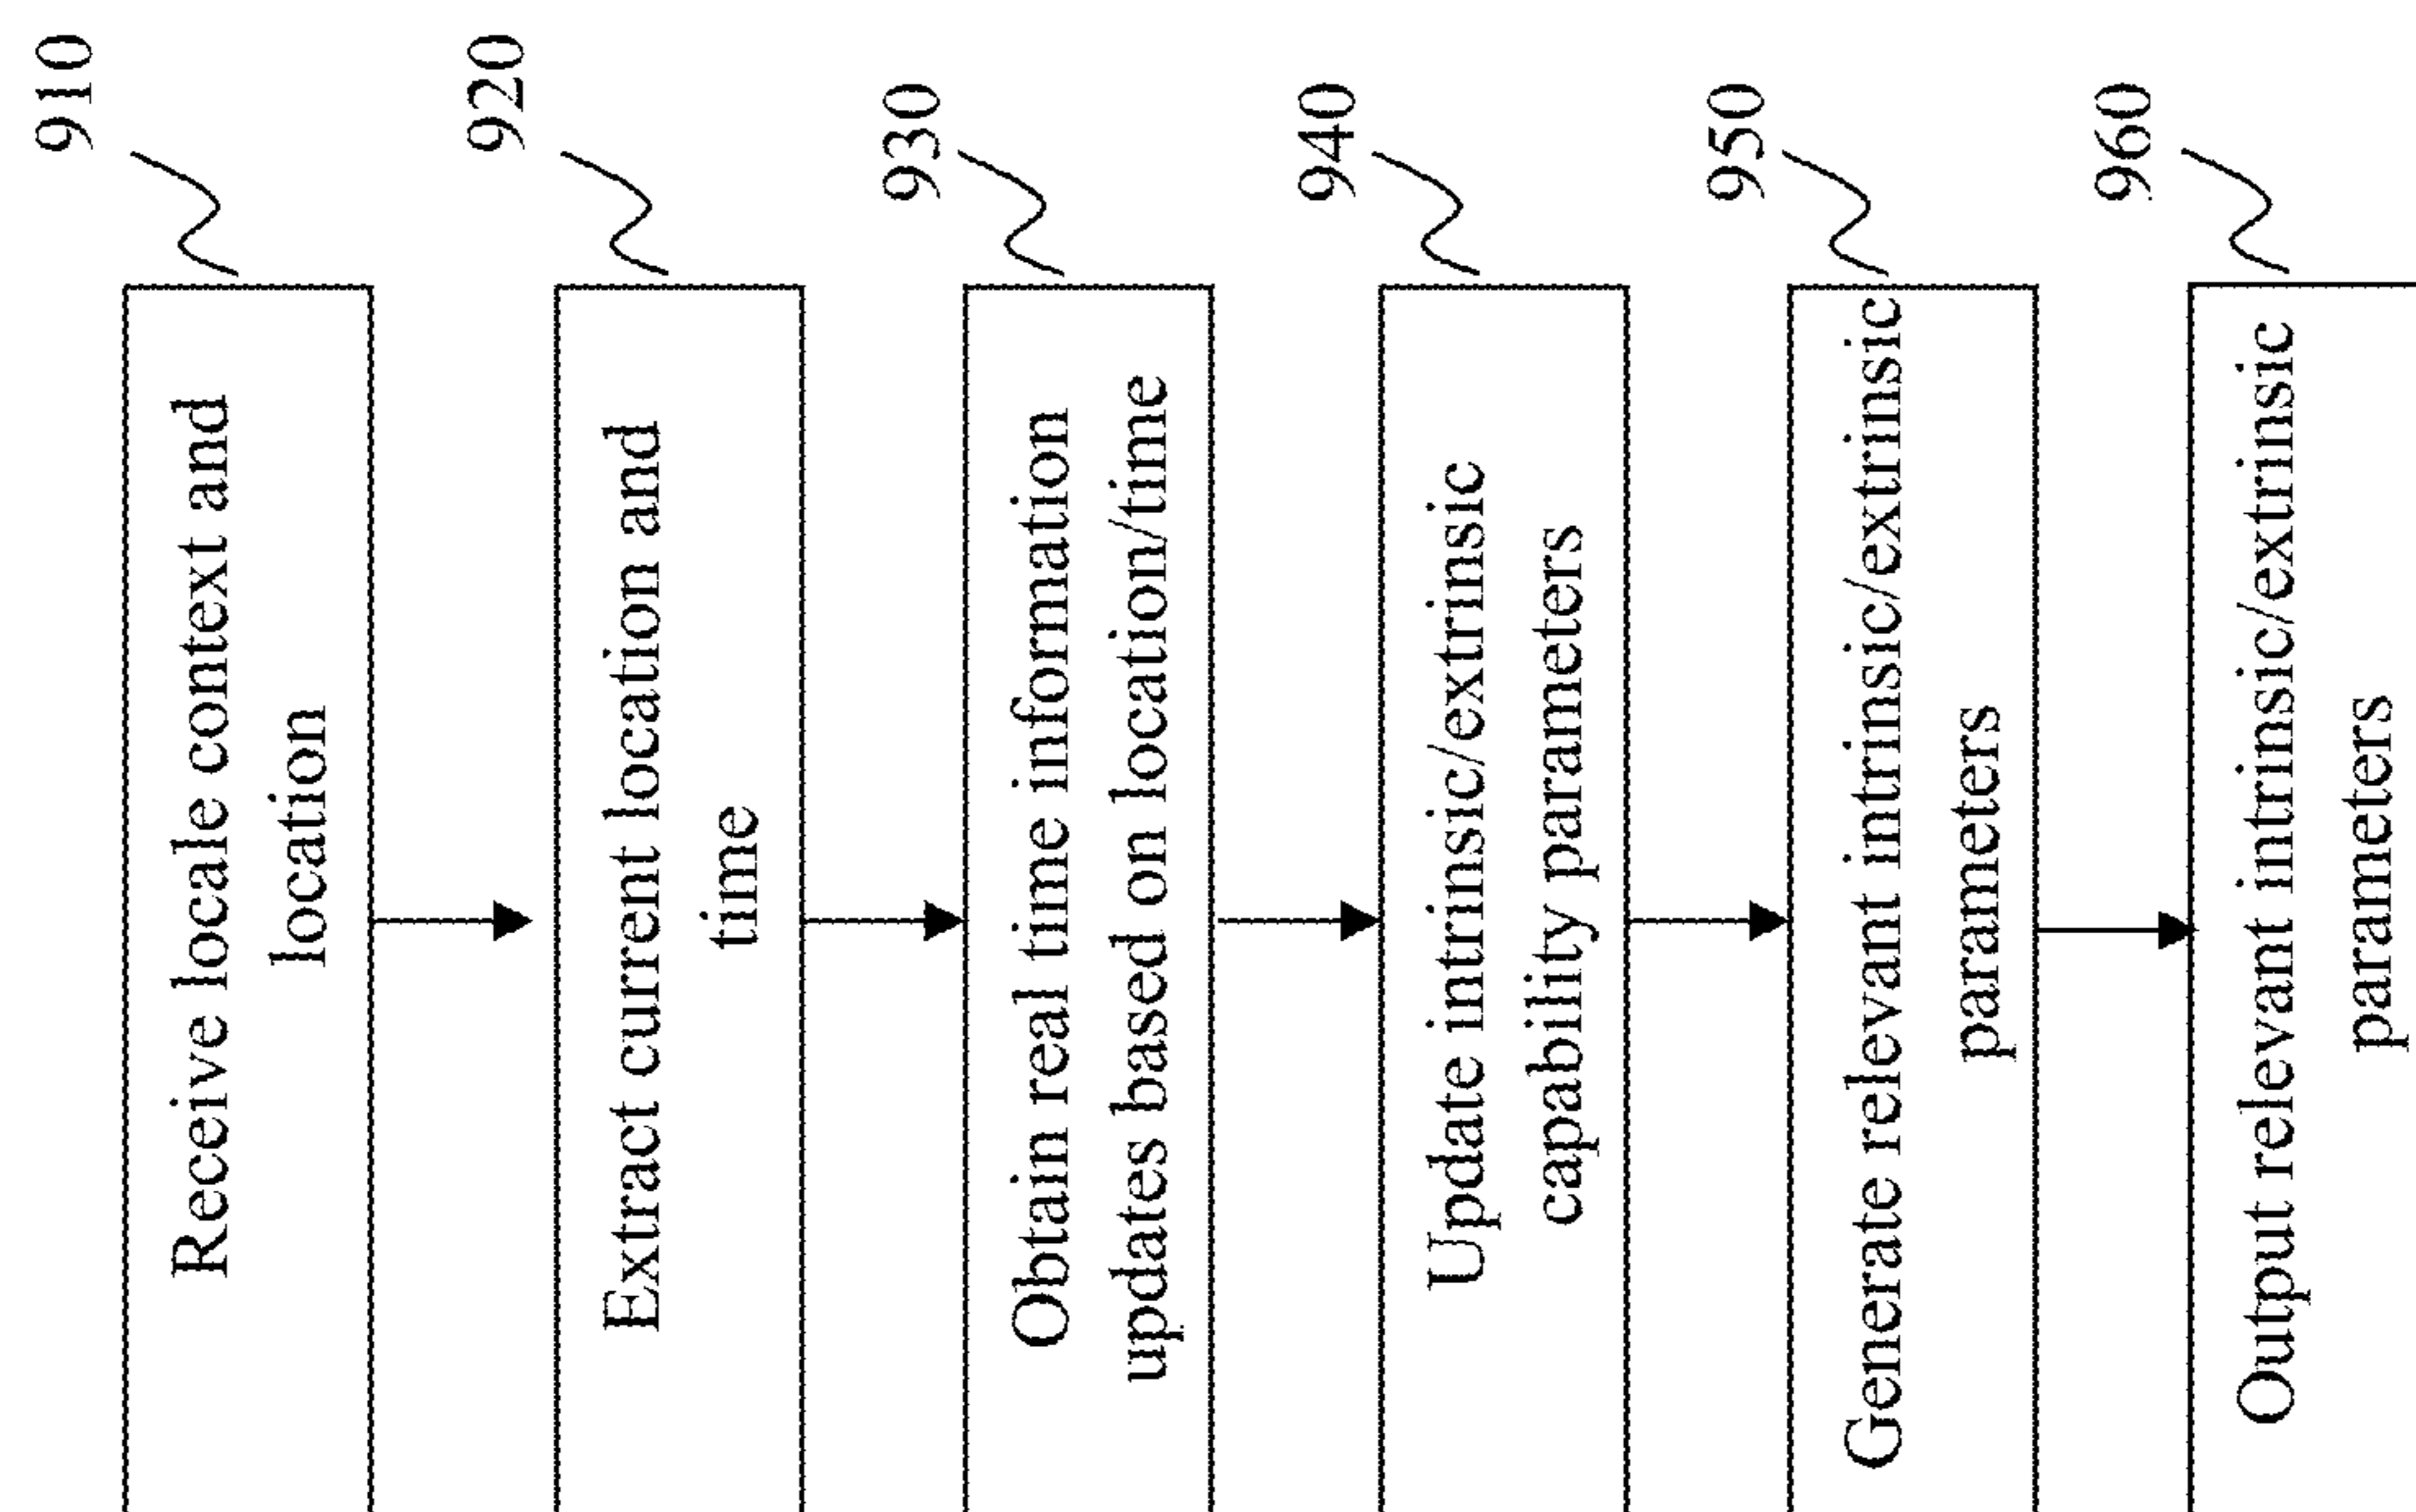 910
Receive locale context and
location
920
Extract current location and
time
930
Obtain real time information
updates based on location/time
940
Update intrinsic/extrinsic
capability parameters
950
Generate relevant intrinsic/extrinsic
parameters
960
Output relevant intrinsic/extrinsic
parameters